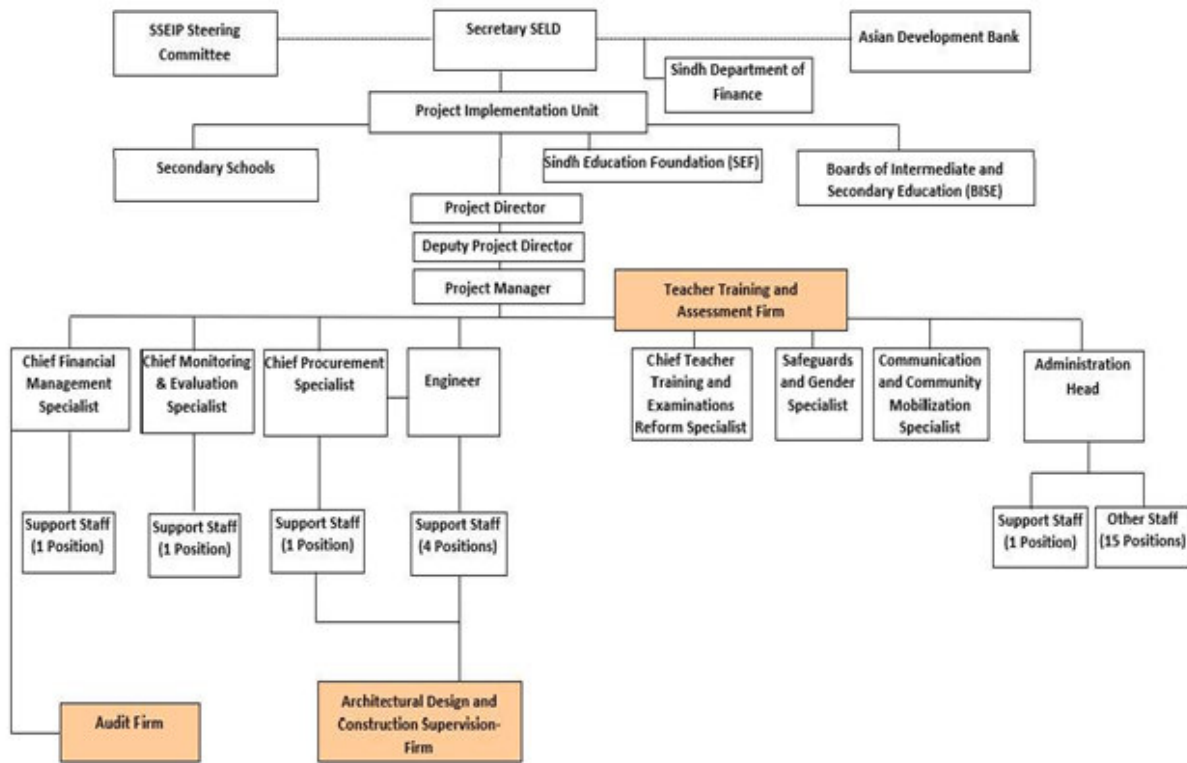 SSEIP Steering
Committee
Secretary SELD
Asian Development Bank
Sindh Department of
Finance
Project Implementation Unit
Secondary Schools
Sindh Education Foundation (SEF)
Boards of Intermediate and
Secondary Education (BISE)
Project Director
Deputy Project Director
Project Manager
Teacher Training and
Assessment Firm
Chief Financial
Management
Specialist
Chief Monitoring
& Evaluation
Specialist
Chief Procurement
Specialist
Engineer
Chief Teacher
Training and
Examinations
Reform Specialist
Safeguards
and Gender
Specialist
Communication
and Community
Mobilization
Specialist
Administration
Head
Support Staff
(1 Position)
Support Staff
(1 Position)
Support Staff
(1 Position)
Support Staff
(4 Positions)
Support Staff
(1 Position)
Other Staff
(15 Positions)
Audit Firm
Architectural Design and
Construction Supervision-
Firm